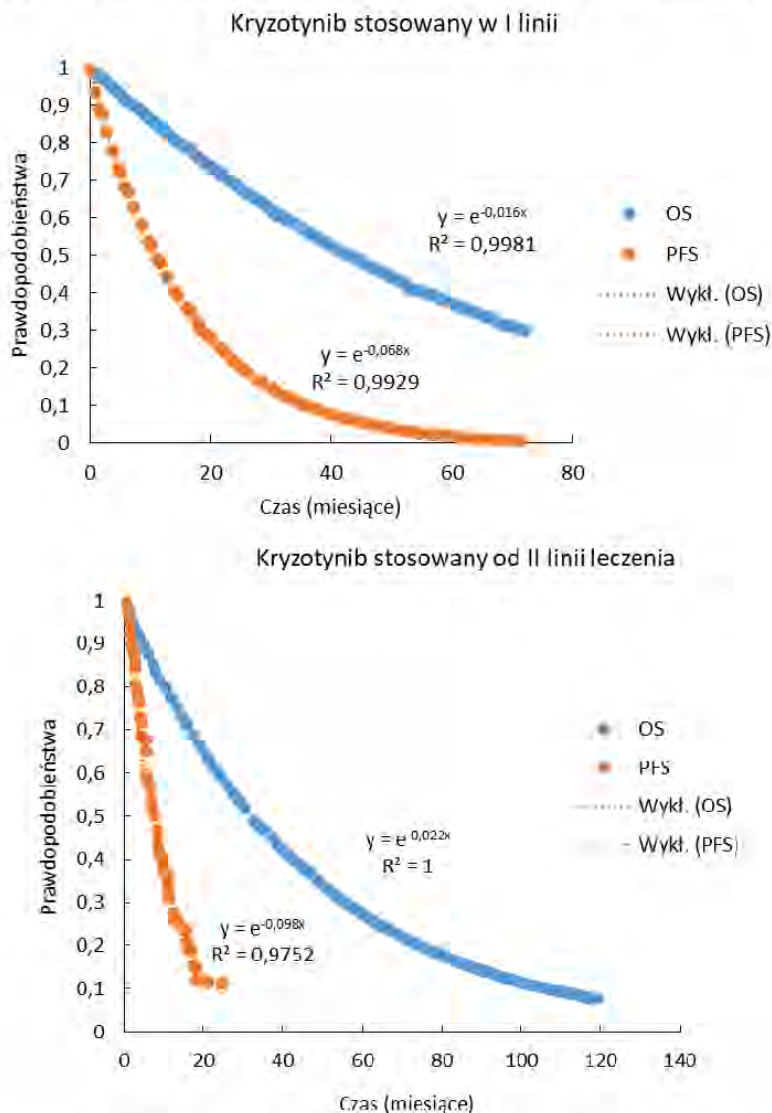 Kryzotynib stosowany w I linii
Prawdopodobieństwa
1
0,9
0,8
0,7
0,6
0,5
0,4
0,3
0,2
0,1
0
y = e^-0,016x
R² = 0,9981
y = e^-0,068x
R² = 0,9929
OS
PFS
Wykł. (OS)
Wykł. (PFS)
0 20 40 60 80
Czas (miesiące)
Kryzotynib stosowany od II linii leczenia
Prawdopodobieństwa
1
0,9
0,8
0,7
0,6
0,5
0,4
0,3
0,2
0,1
0
y = e^0,022x
R² = 1
y = e^-0,098x
R² = 0,9752
OS
PFS
Wykł. (OS)
Wykł. (PFS)
0 20 40 60 80 100 120 140
Czas (miesiące)